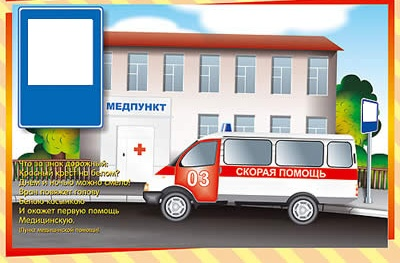 МЕДПУНКТ
03
СКОРАЯ ПОМОЩЬ
Что за знак дорожный:
Красный крест на белом?
Днем и ночью можно смело!
Врач повяжет голову
Белою косынкою
И окажет первую помощь
Медицинскую.
(Пункт медицинской помощи)